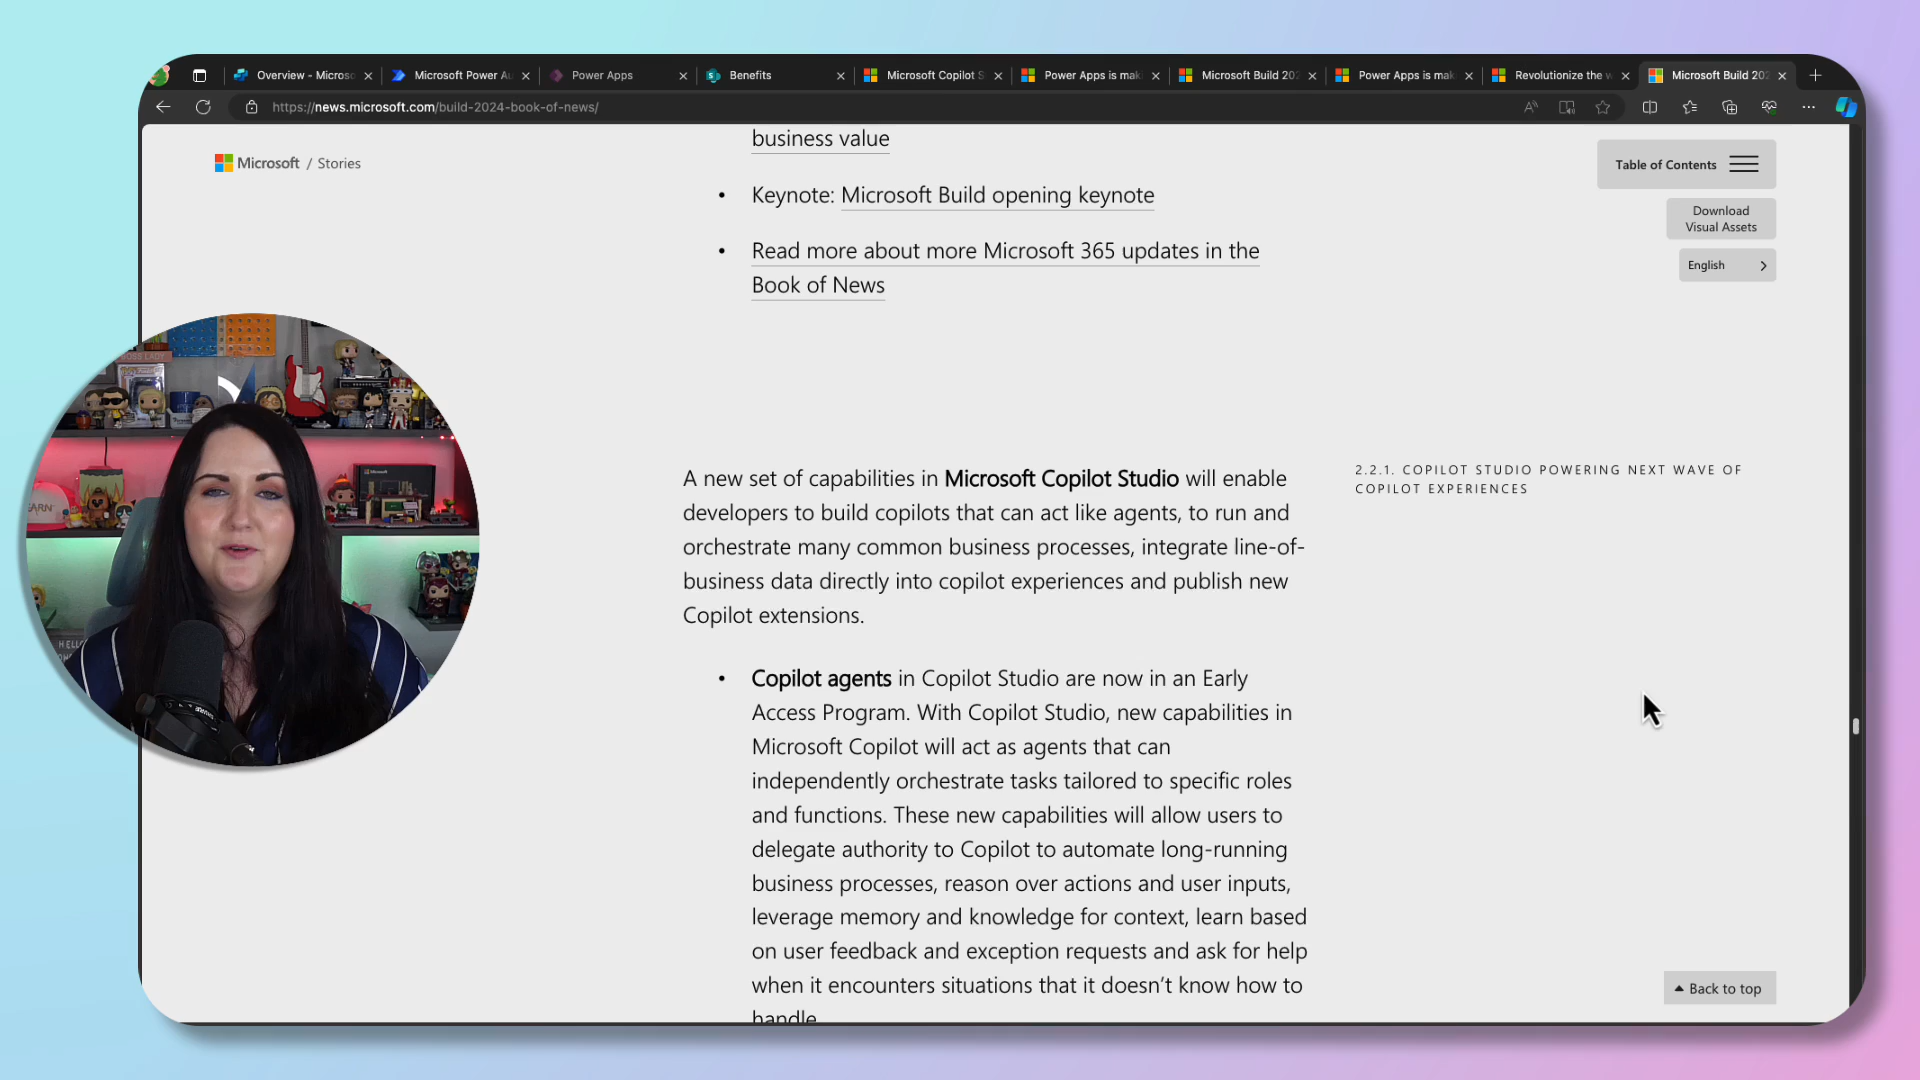 Overview - Microso
Microsoft Power Au
Power Apps
Benefits
Microsoft Copilot S
Power Apps is maki
Microsoft Build 202
Power Apps is maki
Revolutionize the w
Microsoft Build 202
https://news.microsoft.com/build-2024-book-of-news/
Microsoft / Stories
Table of Contents
Download
Visual Assets
English
business value
• Keynote: Microsoft Build opening keynote
• Read more about more Microsoft 365 updates in the
Book of News
A new set of capabilities in Microsoft Copilot Studio will enable
developers to build copilots that can act like agents, to run and
orchestrate many common business processes, integrate line-of-
business data directly into copilot experiences and publish new
Copilot extensions.
2.2.1. COPILOT STUDIO POWERING NEXT WAVE OF
COPILOT EXPERIENCES
• Copilot agents in Copilot Studio are now in an Early
Access Program. With Copilot Studio, new capabilities in
Microsoft Copilot will act as agents that can
independently orchestrate tasks tailored to specific roles
and functions. These new capabilities will allow users to
delegate authority to Copilot to automate long-running
business processes, reason over actions and user inputs,
leverage memory and knowledge for context, learn based
on user feedback and exception requests and ask for help
when it encounters situations that it doesn't know how to
handle
Back to top
BOSS LADY
HELLO